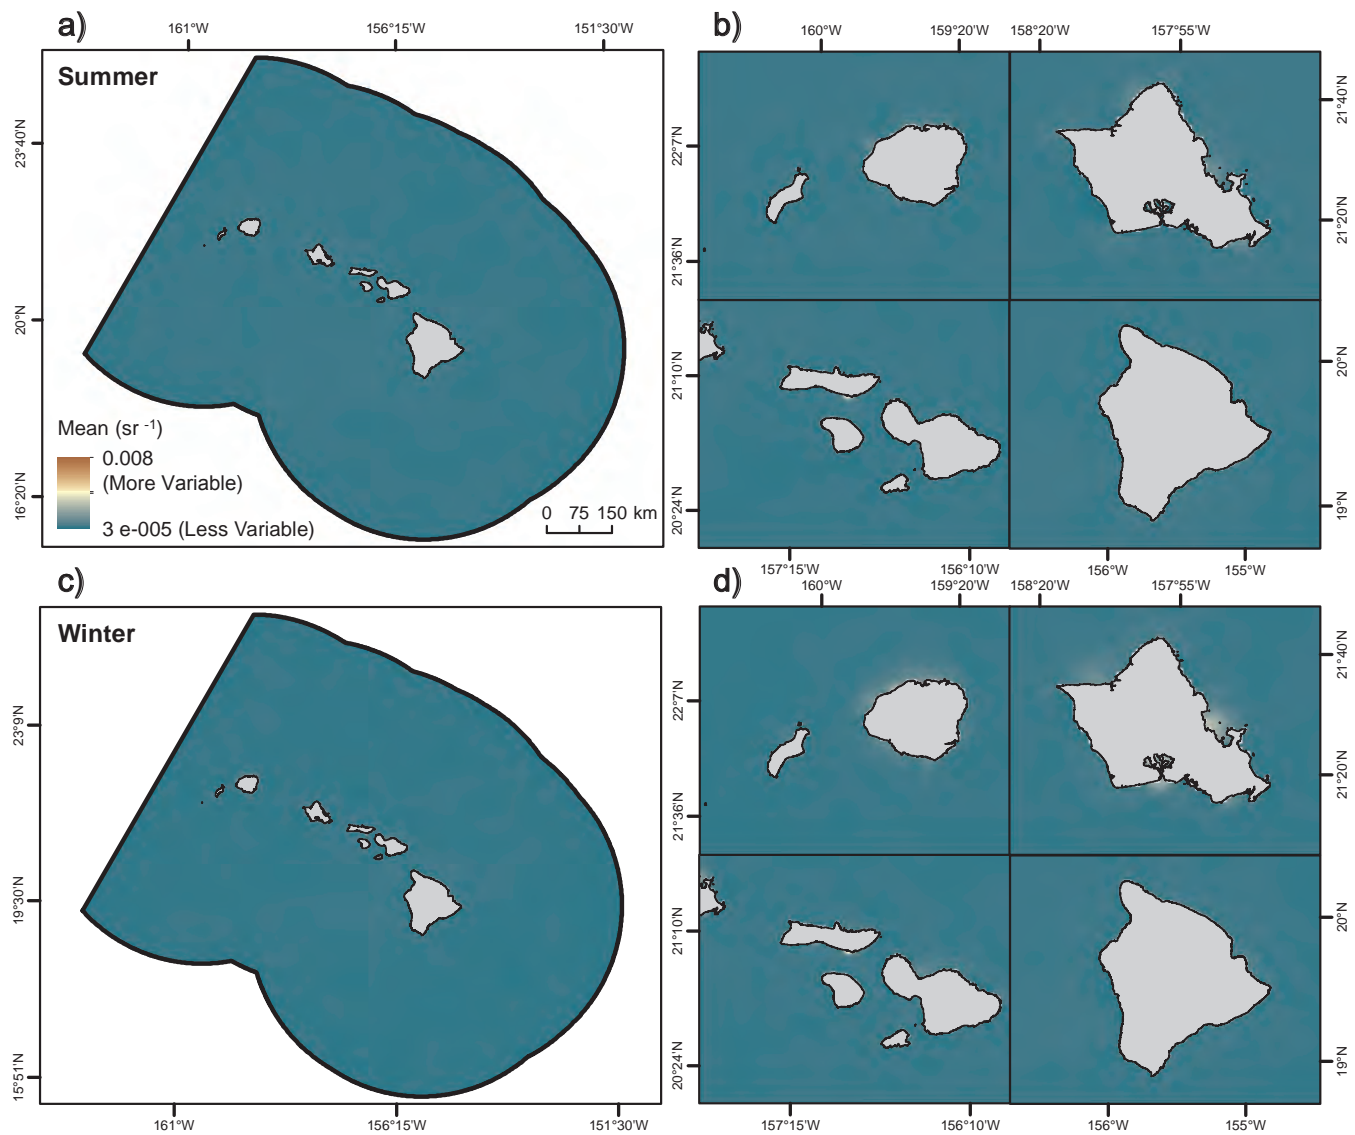 a)
161°W 156°15'W 151°30'W
Summer
23°40'N
20°N
16°20'N
Mean (sr -1)
0.008
(More Variable)
3 e-005 (Less Variable)
0 75 150 km
b)
160°W 159°20'W 158°20'W 157°55'W
22°7'N
21°36'N
21°40'N
21°20'N
21°10'N
20°24'N
20°N
19°N
157°15'W 156°10'W 156°W 155°W
c)
Winter
23°9'N
19°30'N
15°51'N
161°W 156°15'W 151°30'W
d)
160°W 159°20'W 158°20'W 157°55'W
22°7'N
21°36'N
21°40'N
21°20'N
21°10'N
20°24'N
20°N
19°N
157°15'W 156°10'W 156°W 155°W